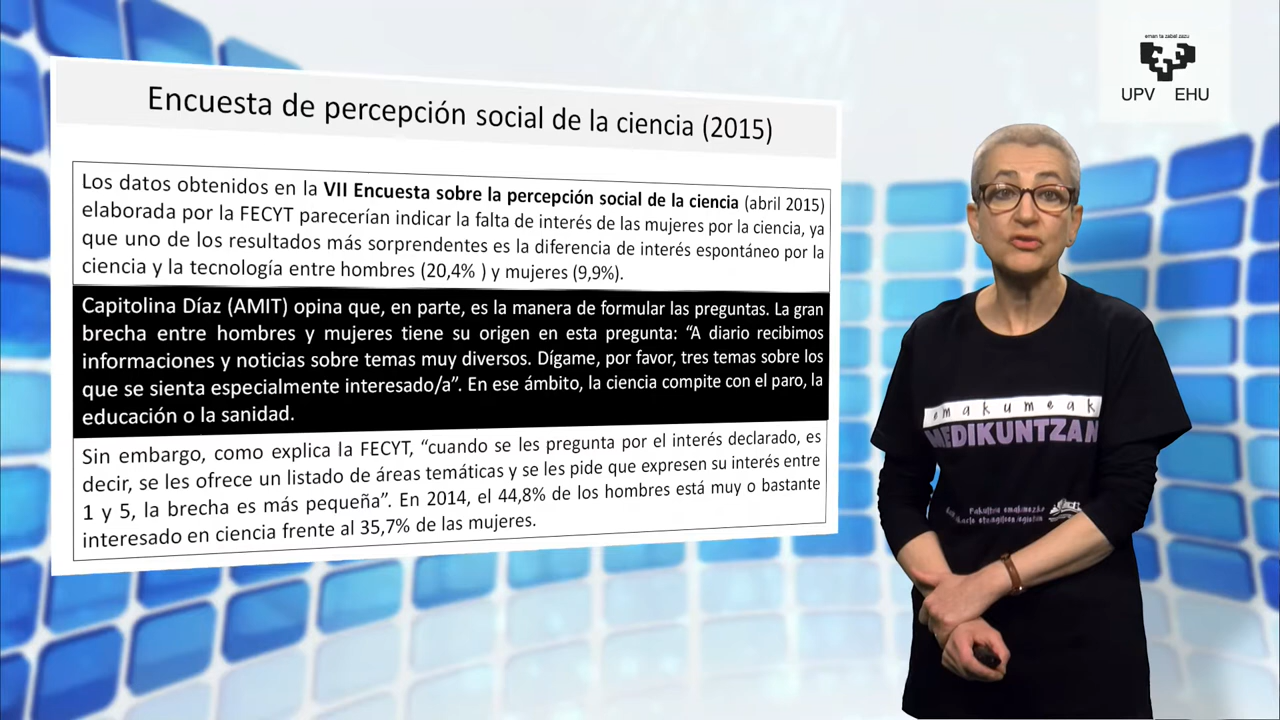 eman ta zabal zazu
UPV EHU
Encuesta de percepción social de la ciencia (2015)
Los datos obtenidos en la VII Encuesta sobre la percepción social de la ciencia (abril 2015)
elaborada por la FECYT parecerían indicar la falta de interés de las mujeres por la ciencia, ya
que uno de los resultados más sorprendentes es la diferencia de interés espontáneo por la
ciencia y la tecnología entre hombres (20,4% ) y mujeres (9,9%).
Capitolina Díaz (AMIT) opina que, en parte, es la manera de formular las preguntas. La gran
brecha entre hombres y mujeres tiene su origen en esta pregunta: “A diario recibimos
informaciones y noticias sobre temas muy diversos. Dígame, por favor, tres temas sobre los
que se sienta especialmente interesado/a”. En ese ámbito, la ciencia compite con el paro, la
educación o la sanidad.
Sin embargo, como explica la FECYT, “cuando se les pregunta por el interés declarado, es
decir, se les ofrece un listado de áreas temáticas y se les pide que expresen su interés entre
1 y 5, la brecha es más pequeña”. En 2014, el 44,8% de los hombres está muy o bastante
interesado en ciencia frente al 35,7% de las mujeres.
emakumeak
MEDIKUNTZAN